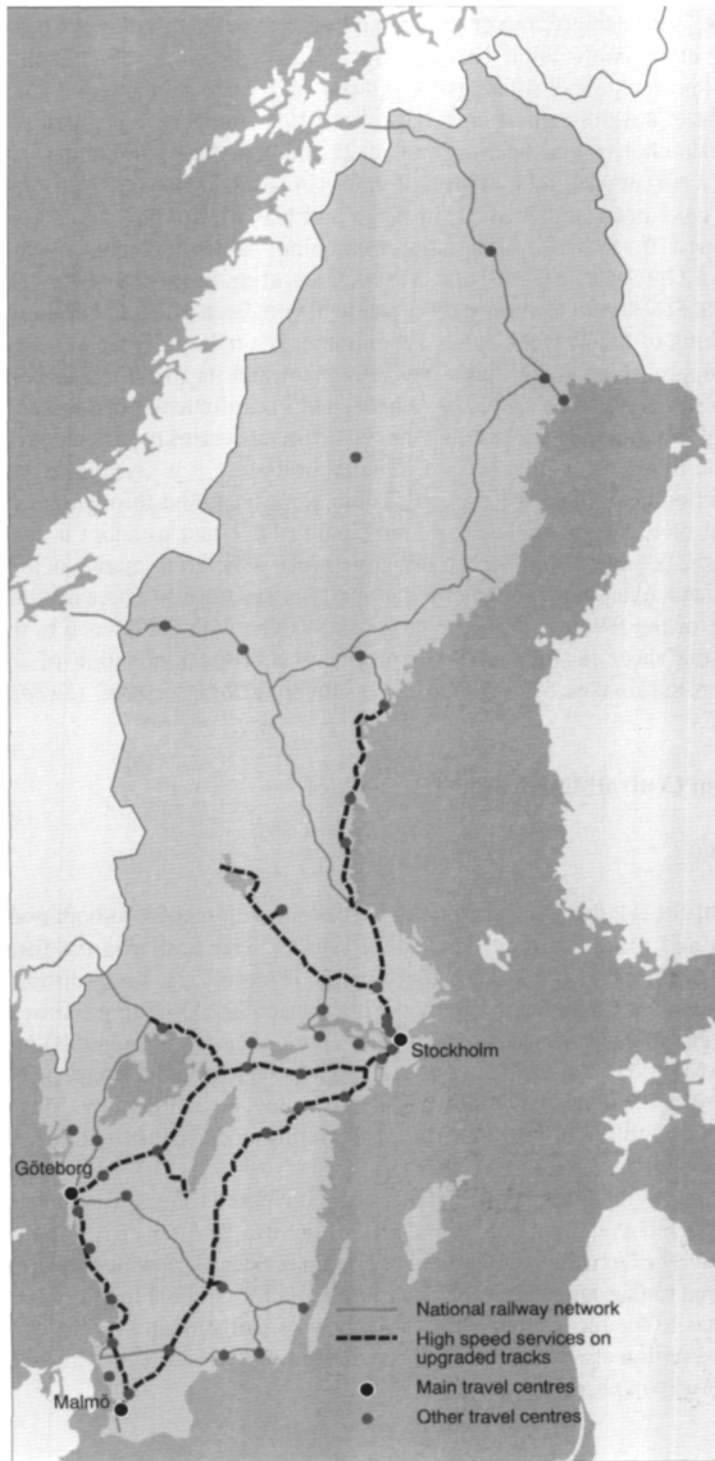 Stockholm
Göteborg
Malmö
National railway network
High speed services on
upgraded tracks
Main travel centres
Other travel centres